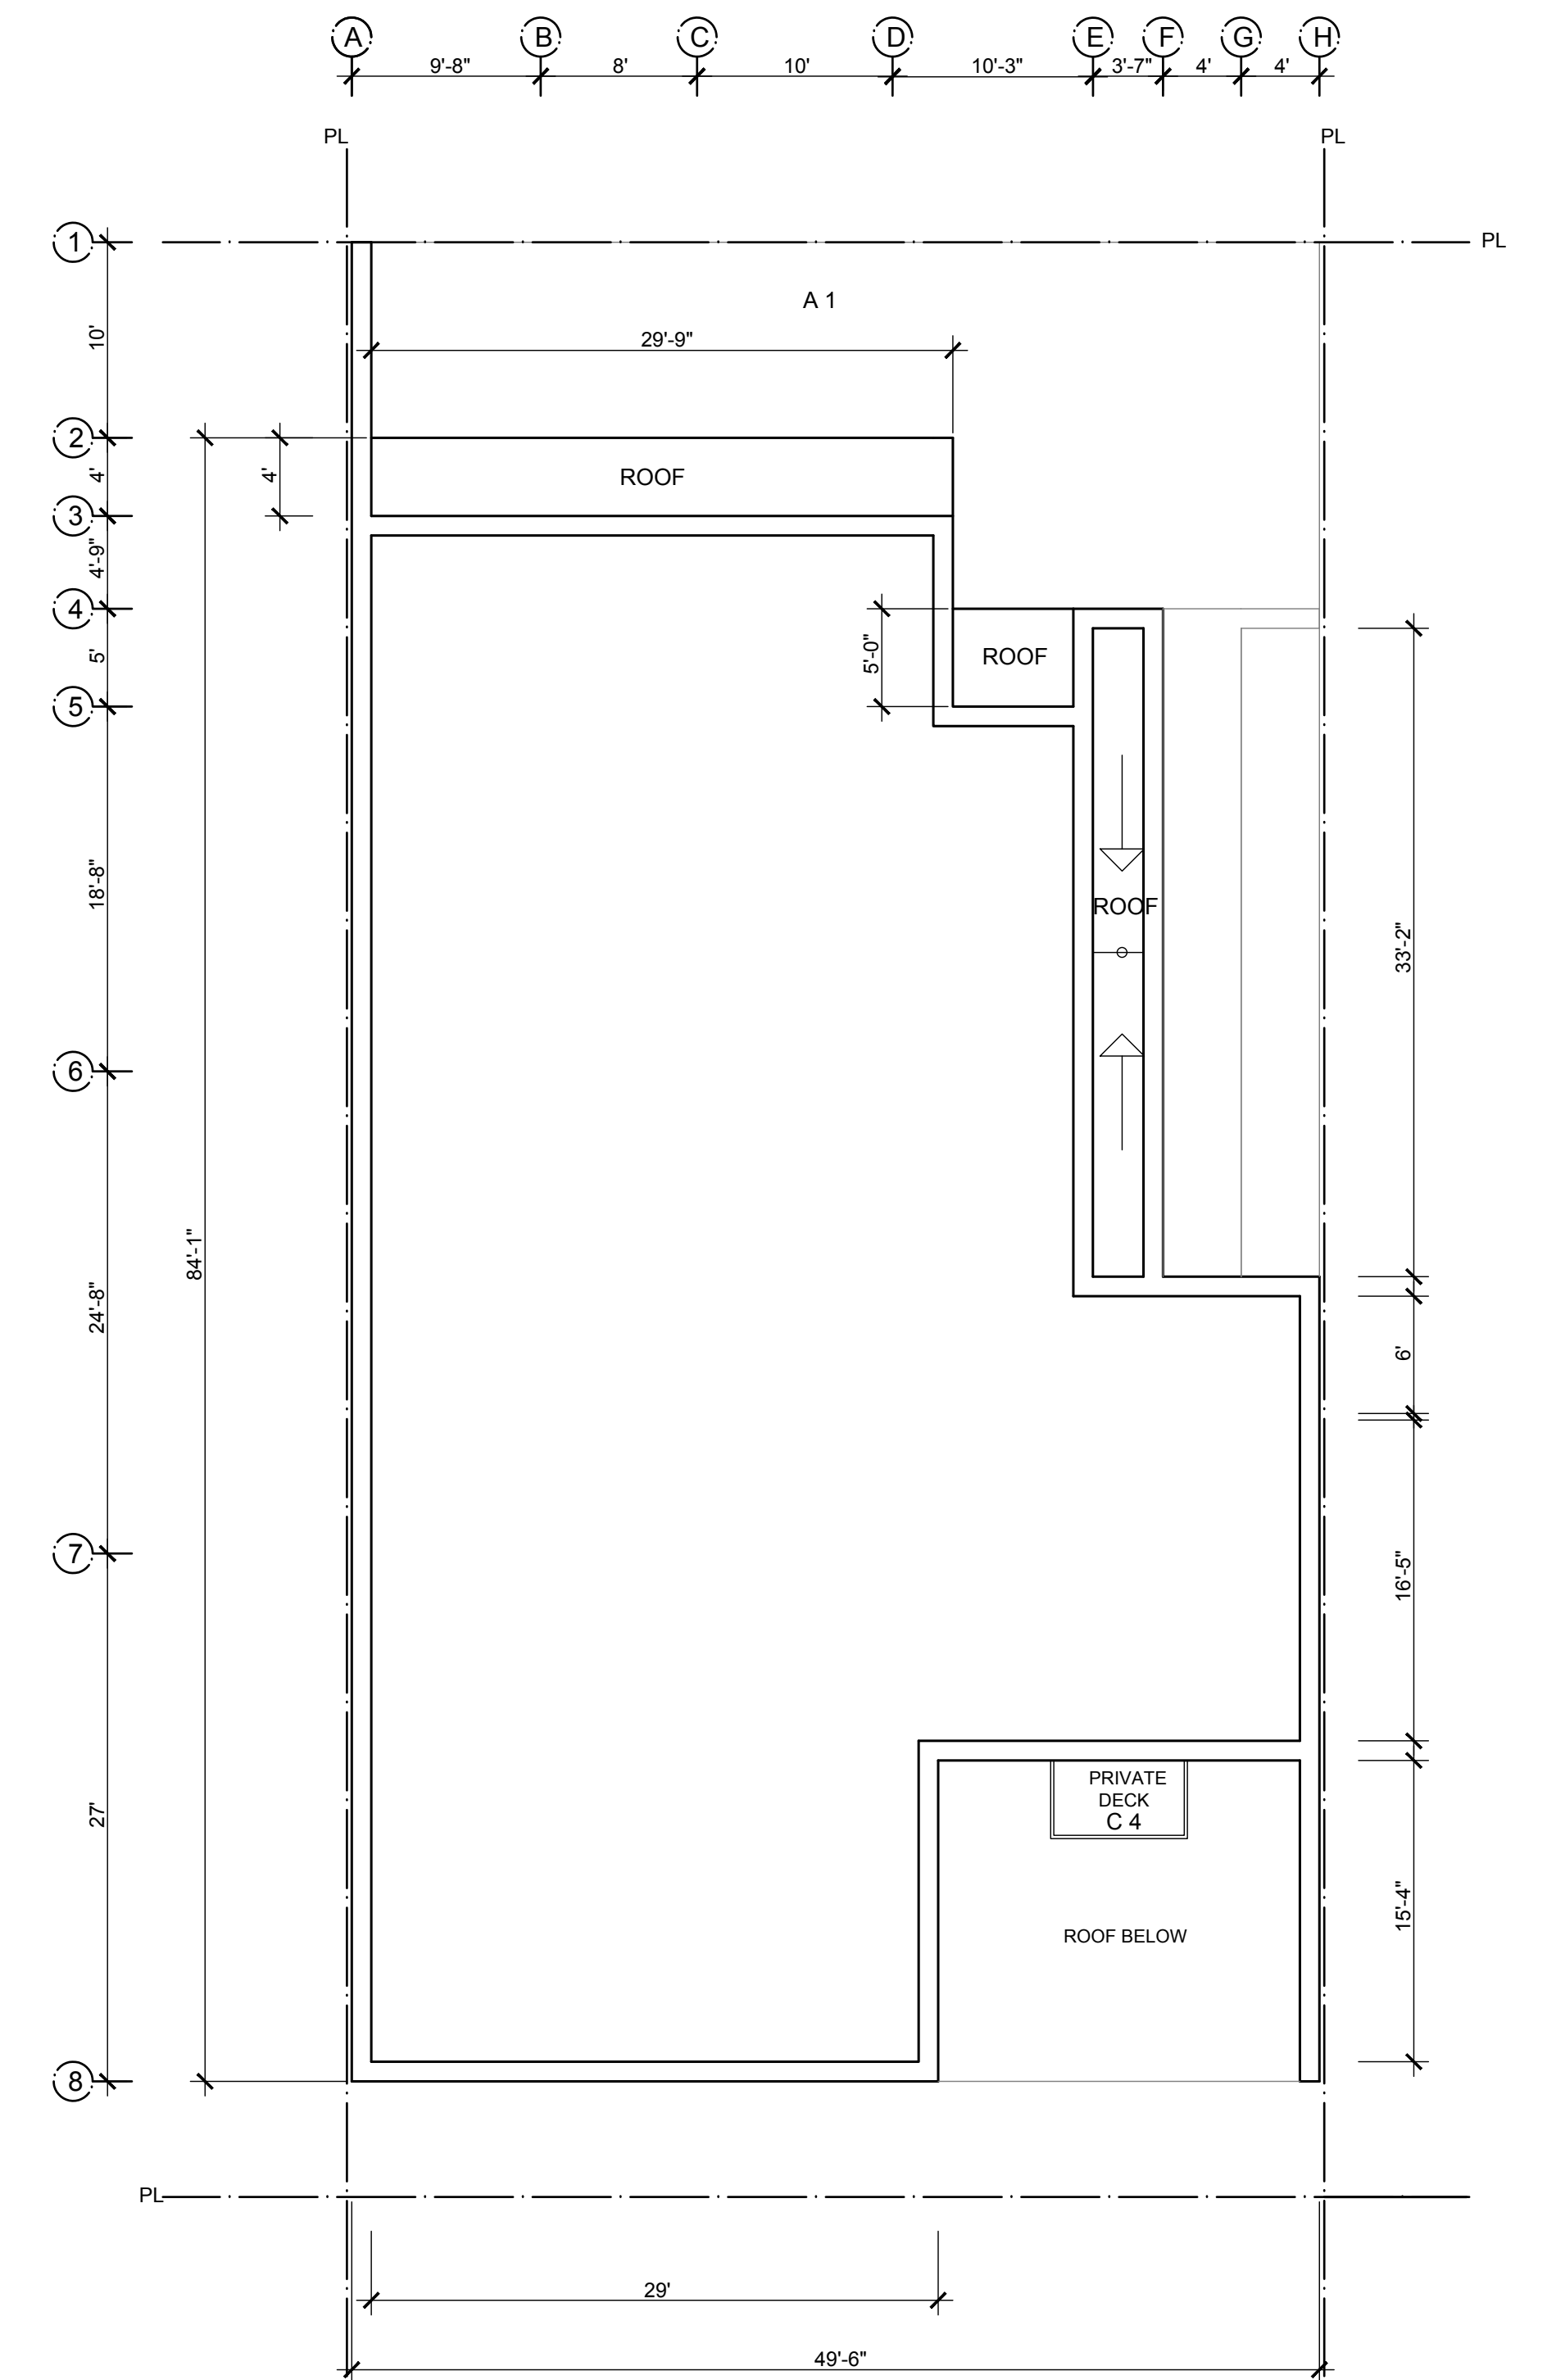 A B C D E F G H
9'-8" 8' 10' 10'-3" 3'-7" 4' 4'
PL PL
1 PL
A 1
10'
29'-9"
2
4' 4' ROOF
3
4'-9"
4
5' 5'-0" ROOF
5
18'-8"
ROOF
33'-2"
6
84'-1"
24'-8"
6'
7
16'-5"
PRIVATE
DECK
C 4
27'
15'-4"
ROOF BELOW
8
PL
29'
49'-6"